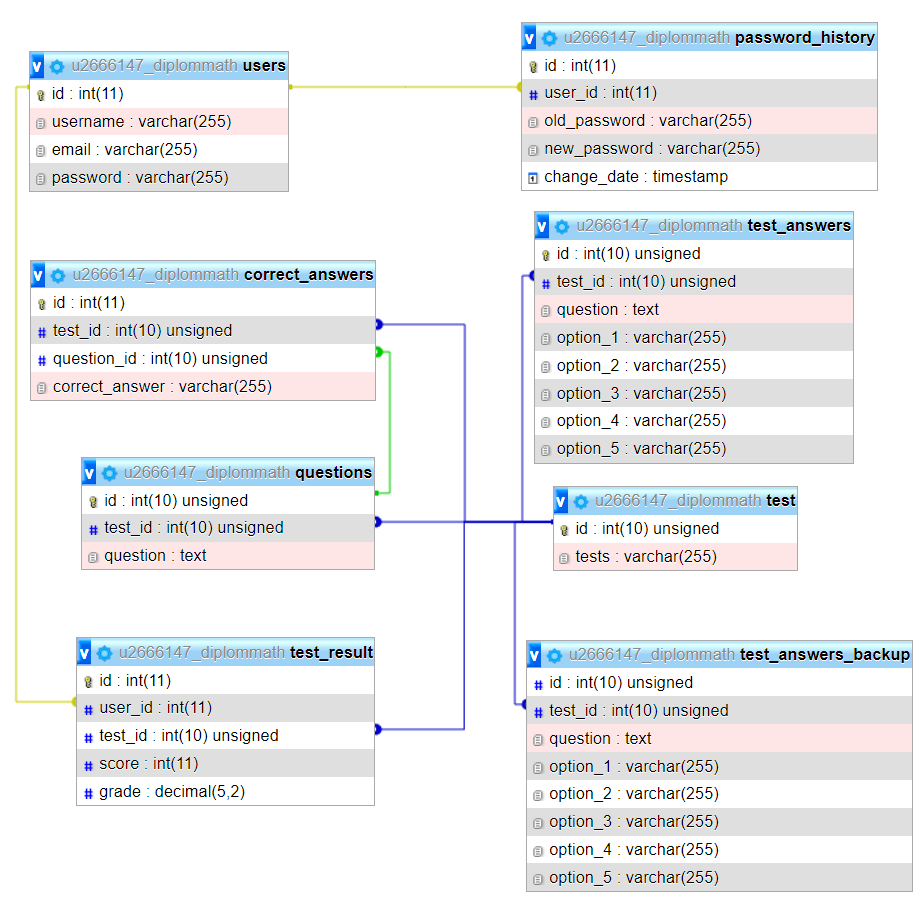 v u2666147_diplommath users
id : int(11)
username : varchar(255)
email : varchar(255)
password : varchar(255)
v u2666147_diplommath password_history
id : int(11)
# user_id : int(11)
old_password : varchar(255)
new_password : varchar(255)
change_date : timestamp
v u2666147_diplommath test_answers
id : int(10) unsigned
# test_id : int(10) unsigned
question : text
option_1 : varchar(255)
option_2 : varchar(255)
option_3 : varchar(255)
option_4 : varchar(255)
option_5 : varchar(255)
v u2666147_diplommath correct_answers
id : int(11)
# test_id : int(10) unsigned
# question_id : int(10) unsigned
correct_answer : varchar(255)
v u2666147_diplommath questions
id : int(10) unsigned
# test_id : int(10) unsigned
question : text
v u2666147_diplommath test
id : int(10) unsigned
tests : varchar(255)
v u2666147_diplommath test_result
id : int(11)
# user_id : int(11)
# test_id : int(10) unsigned
# score : int(11)
# grade : decimal(5,2)
v u2666147_diplommath test_answers_backup
# id : int(10) unsigned
# test_id : int(10) unsigned
question : text
option_1 : varchar(255)
option_2 : varchar(255)
option_3 : varchar(255)
option_4 : varchar(255)
option_5 : varchar(255)